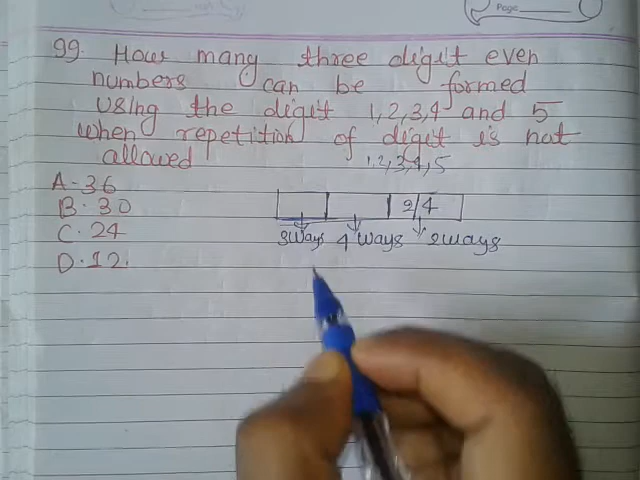 Page
99. How many three digit even
numbers can be formed
using the digit 1,2,3,4 and 5
when repetition of digit is not
allowed
1,2,3,4,5
A-36
B. 30
C. 24
D. 12.
2/4
3ways 4 ways 2ways